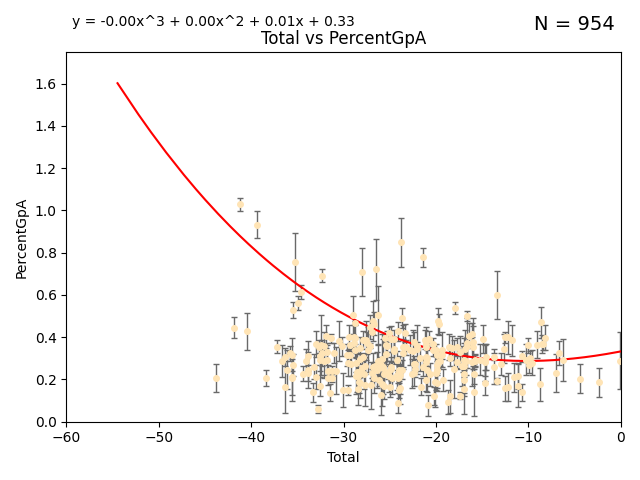 y = -0.00x^3 + 0.00x^2 + 0.01x + 0.33
N = 954
Total vs PercentGpA
PercentGpA
1.6
1.4
1.2
1.0
0.8
0.6
0.4
0.2
0.0
−60 −50 −40 −30 −20 −10 0
Total